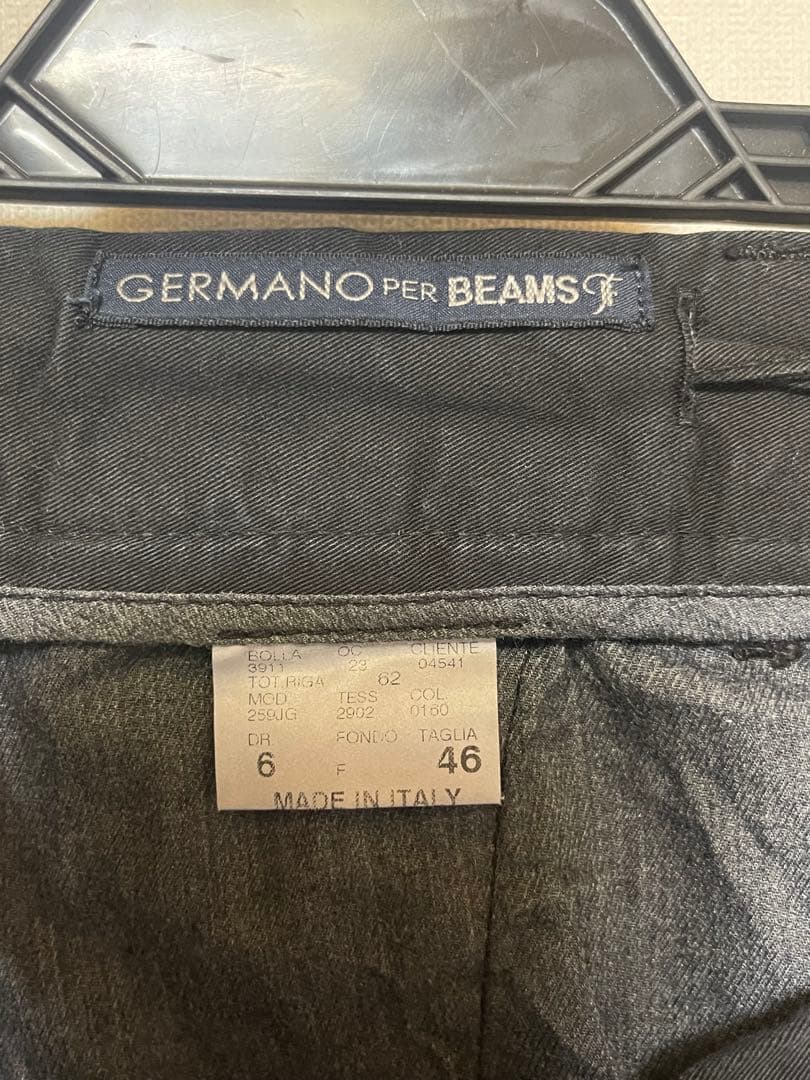 GERMANO PER BEAMS F
BOLLA OC CLIENTE
3911 23 04541
TOT.RIGA 62
MOD TESS COL
259JG 2902 0160
DR. FONDO TAGLIA
6 F 46
MADE IN ITALY